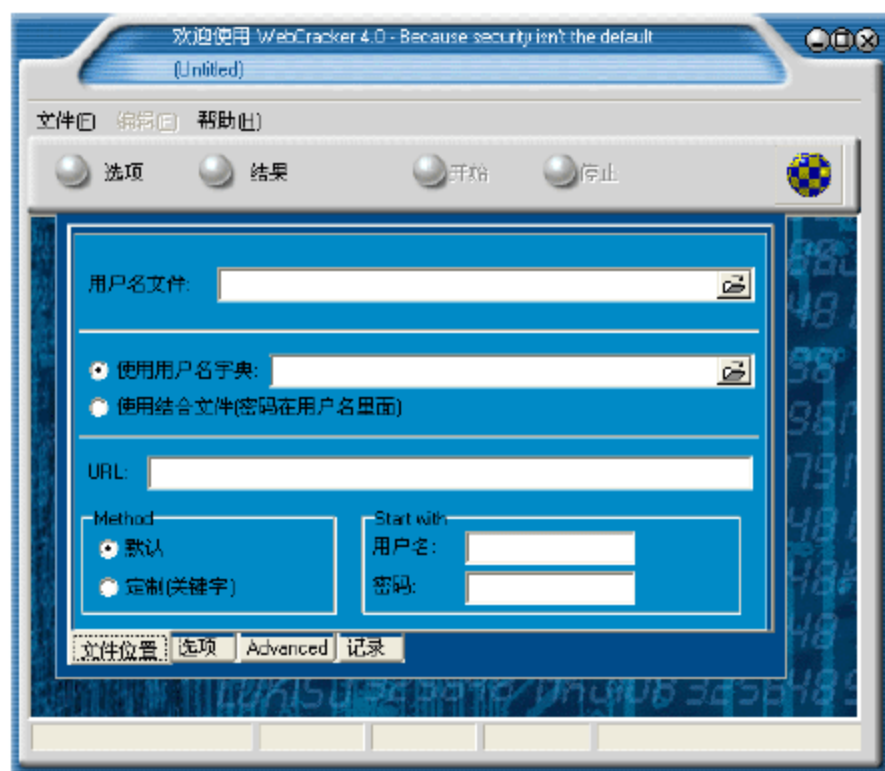 欢迎使用 WebCracker 4.0 - Because security isn't the default
(Untitled)
文件(F) 编辑(E) 帮助(H)
选项 结果 开始 停止
用户名文件:
使用用户名字典:
使用结合文件(密码在用户名里面)
URL:
Method Start with
默认 用户名:
定制(关键字) 密码:
文件位置 选项 Advanced 记录